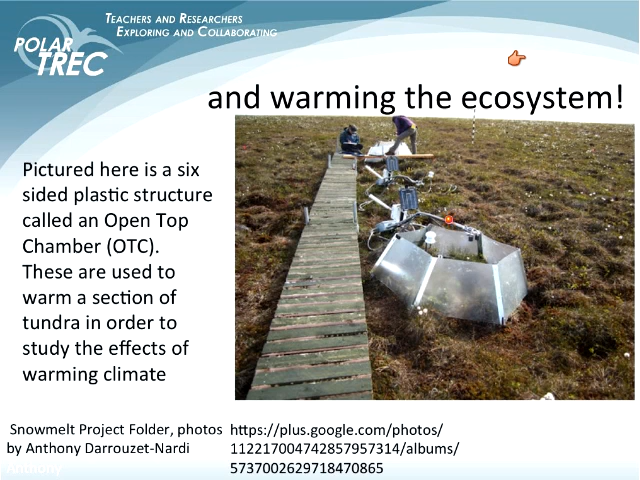 TEACHERS AND RESEARCHERS
EXPLORING AND COLLABORATING
POLAR
TREC
and warming the ecosystem!
Pictured here is a six
sided plastic structure
called an Open Top
Chamber (OTC).
These are used to
warm a section of
tundra in order to
study the effects of
warming climate
Snowmelt Project Folder, photos
by Anthony Darrouzet-Nardi
Anthony
https://plus.google.com/photos/
112217004742857957314/albums/
5737002629718470865